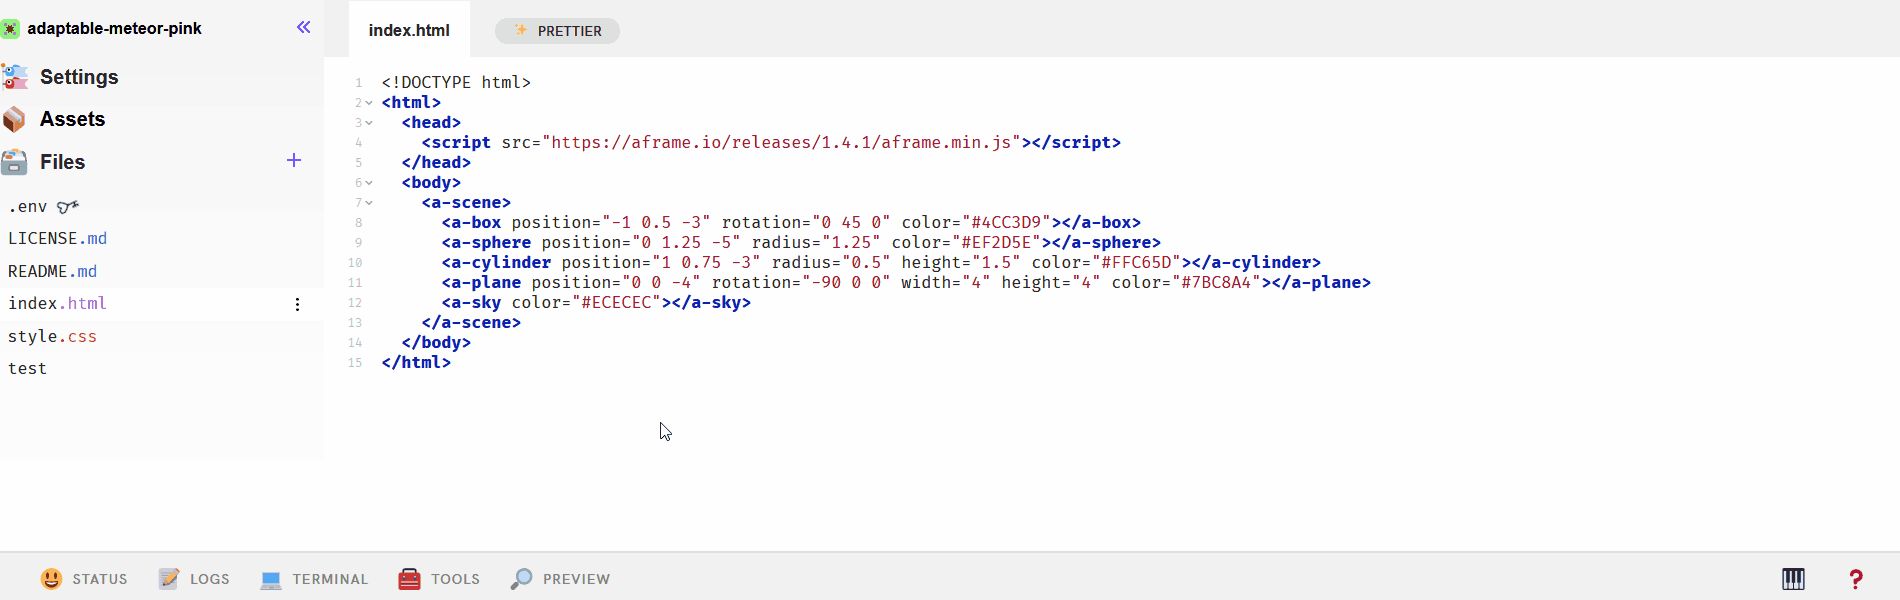 adaptable-meteor-pink
Settings
Assets
Files
.env
LICENSE.md
README.md
index.html
style.css
test
index.html
PRETTIER
1 <!DOCTYPE html>
2 <html>
3 <head>
4 <script src="https://aframe.io/releases/1.4.1/aframe.min.js"></script>
5 </head>
6 <body>
7 <a-scene>
8 <a-box position="-1 0.5 -3" rotation="0 45 0" color="#4CC3D9"></a-box>
9 <a-sphere position="0 1.25 -5" radius="1.25" color="#EF2D5E"></a-sphere>
10 <a-cylinder position="1 0.75 -3" radius="0.5" height="1.5" color="#FFC65D"></a-cylinder>
11 <a-plane position="0 0 -4" rotation="-90 0 0" width="4" height="4" color="#7BC8A4"></a-plane>
12 <a-sky color="#ECECEC"></a-sky>
13 </a-scene>
14 </body>
15 </html>
STATUS
LOGS
TERMINAL
TOOLS
PREVIEW
?